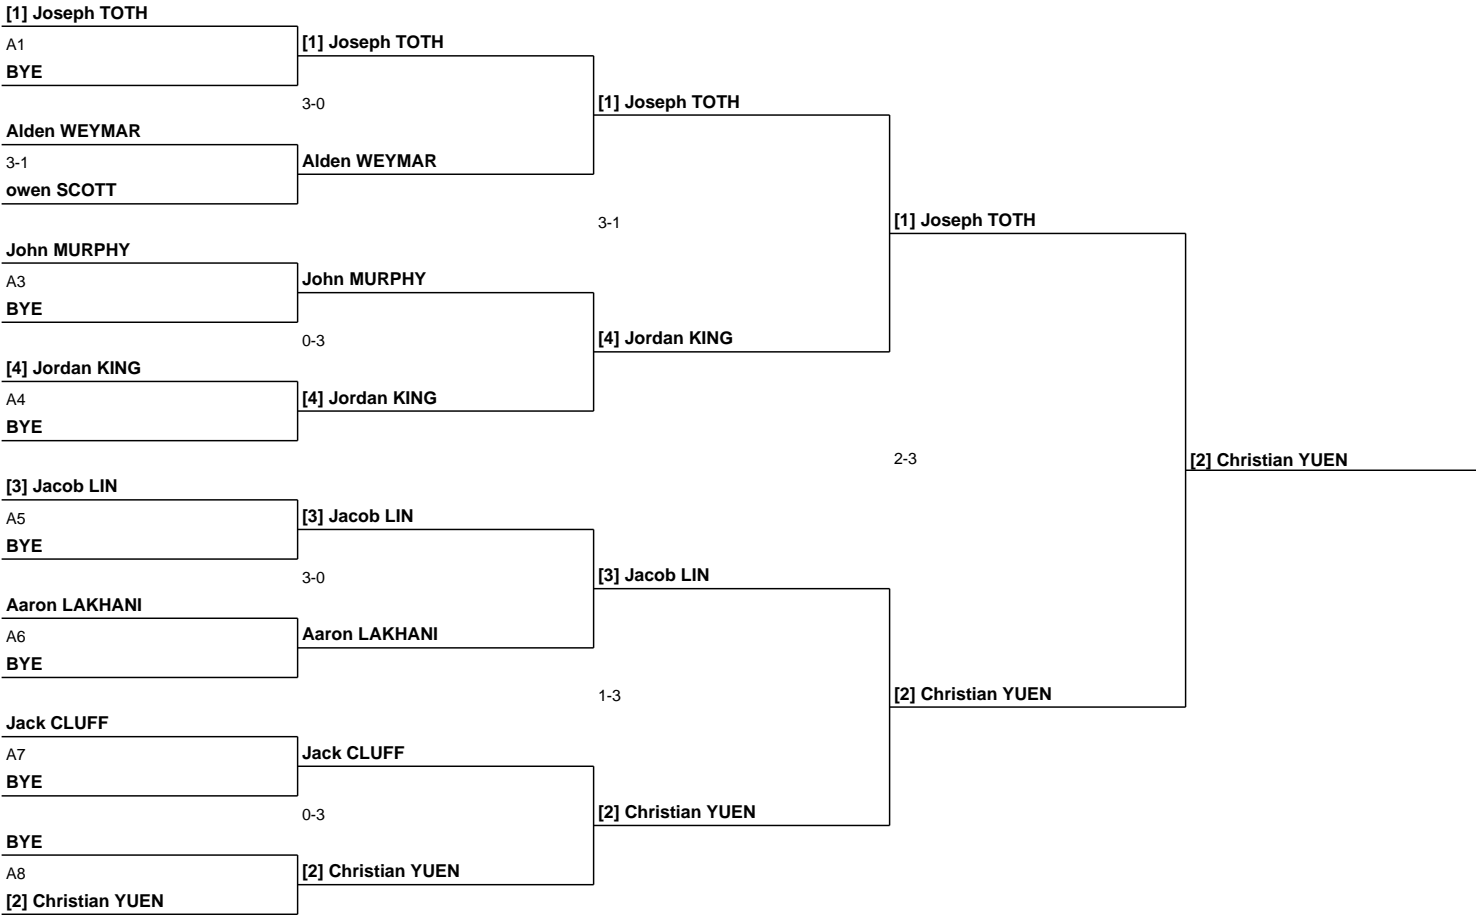 [1] Joseph TOTH
A1
BYE
Alden WEYMAR
3-1
owen SCOTT
John MURPHY
A3
BYE
[4] Jordan KING
A4
BYE
[3] Jacob LIN
A5
BYE
Aaron LAKHANI
A6
BYE
Jack CLUFF
A7
BYE
BYE
A8
[2] Christian YUEN
[1] Joseph TOTH
3-0
Alden WEYMAR
John MURPHY
0-3
[4] Jordan KING
[3] Jacob LIN
3-0
Aaron LAKHANI
Jack CLUFF
0-3
[2] Christian YUEN
[1] Joseph TOTH
3-1
[4] Jordan KING
[3] Jacob LIN
1-3
[2] Christian YUEN
[1] Joseph TOTH
2-3
[2] Christian YUEN
[2] Christian YUEN